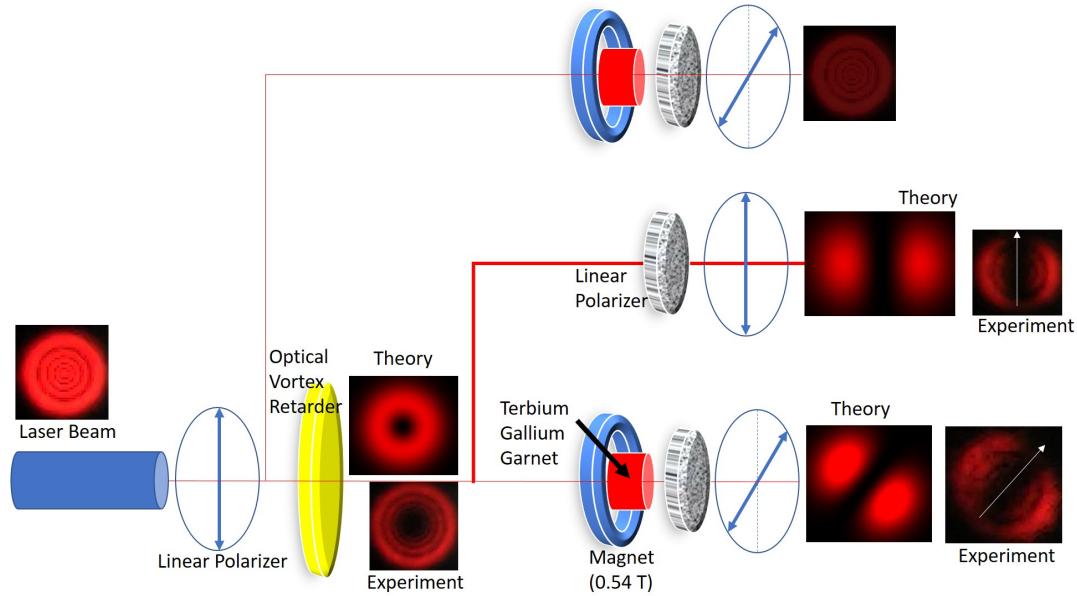 Theory
Linear
Polarizer
Experiment
Optical
Vortex
Retarder
Theory
Laser Beam
Terbium
Gallium
Garnet
Theory
Linear Polarizer
Experiment
Magnet
(0.54 T)
Experiment